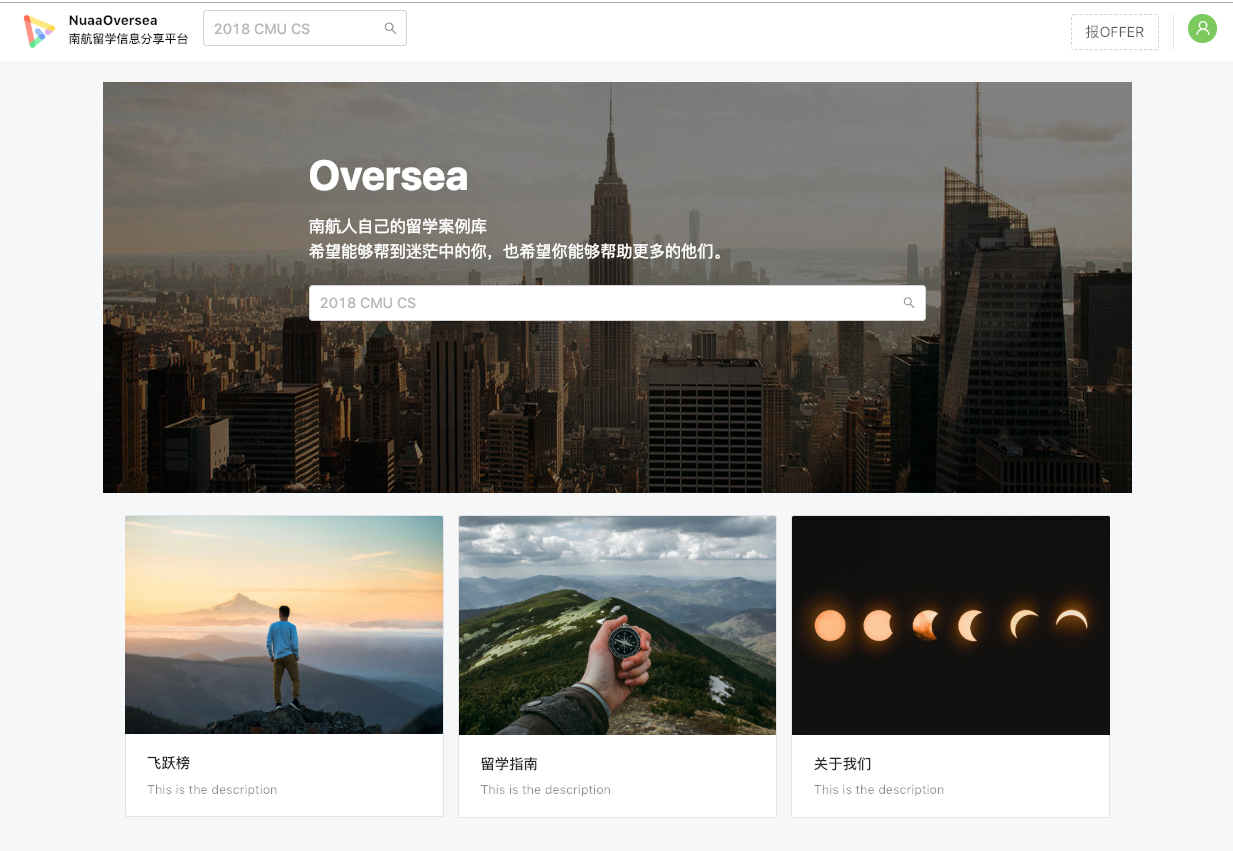 NuaaOversea
南航留学信息分享平台
2018 CMU CS
报OFFER
Oversea
南航人自己的留学案例库
希望能够帮到迷茫中的你，也希望你能够帮助更多的他们。
2018 CMU CS
飞跃榜
This is the description
留学指南
This is the description
关于我们
This is the description